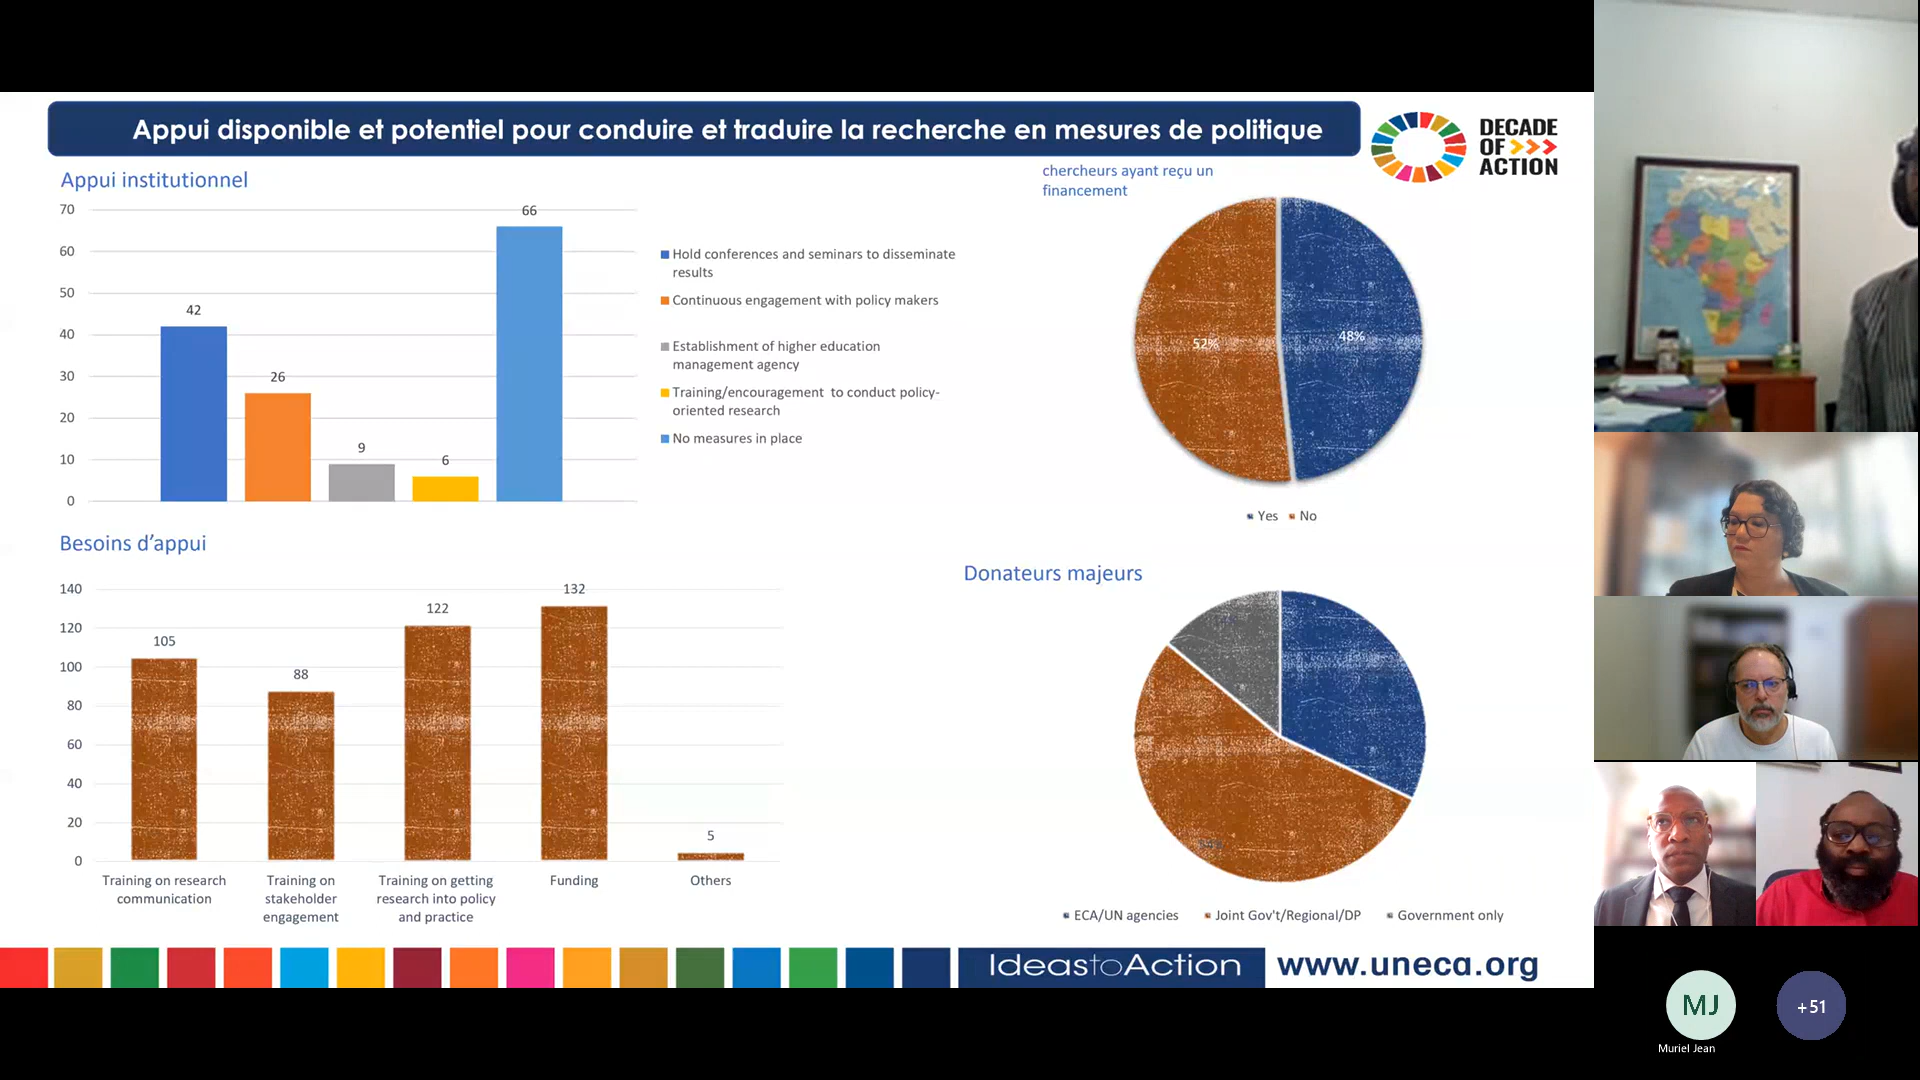 Appui disponible et potentiel pour conduire et traduire la recherche en mesures de politique
DECADE
OF
ACTION
Appui institutionnel
70
60
50
40
30
20
10
0
42
26
9
6
66
Hold conferences and seminars to disseminate
results
Continuous engagement with policy makers
Establishment of higher education
management agency
Training/encouragement to conduct policy-
oriented research
No measures in place
chercheurs ayant reçu un
financement
52%
48%
Yes No
Besoins d’appui
140
120
100
80
60
40
20
0
105
88
122
132
5
Training on research
communication
Training on
stakeholder
engagement
Training on getting
research into policy
and practice
Funding
Others
Donateurs majeurs
ECA/UN agencies Joint Gov't/Regional/DP Government only
IdeastoAction
www.uneca.org
MJ
Muriel Jean
+51